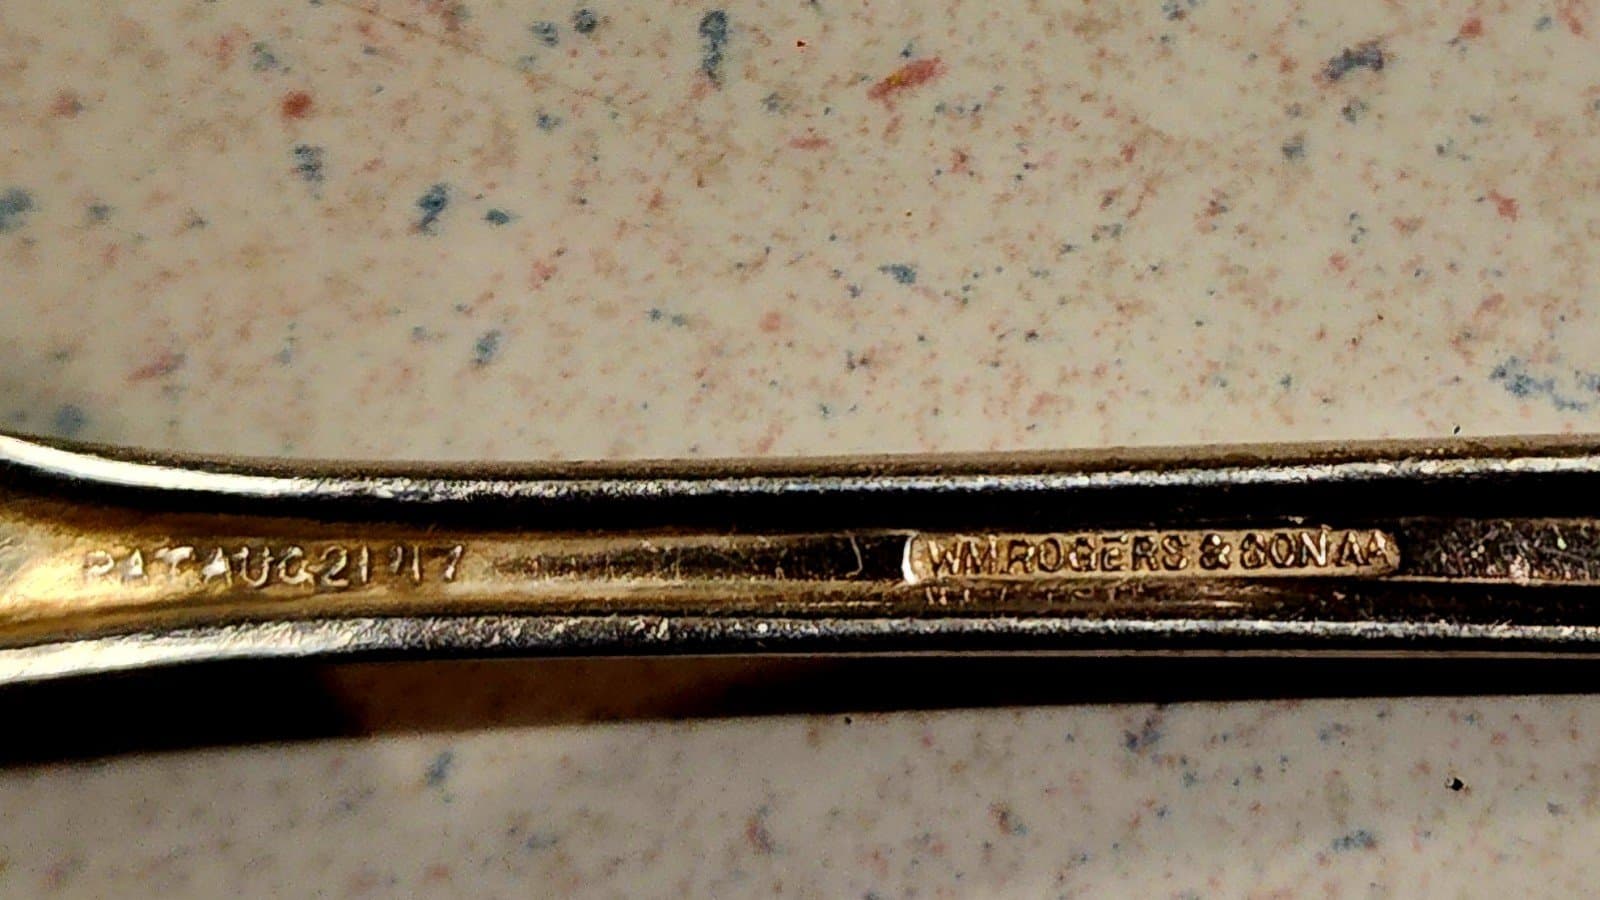 PAT AUG 21 17
WM.ROGERS & SON AA